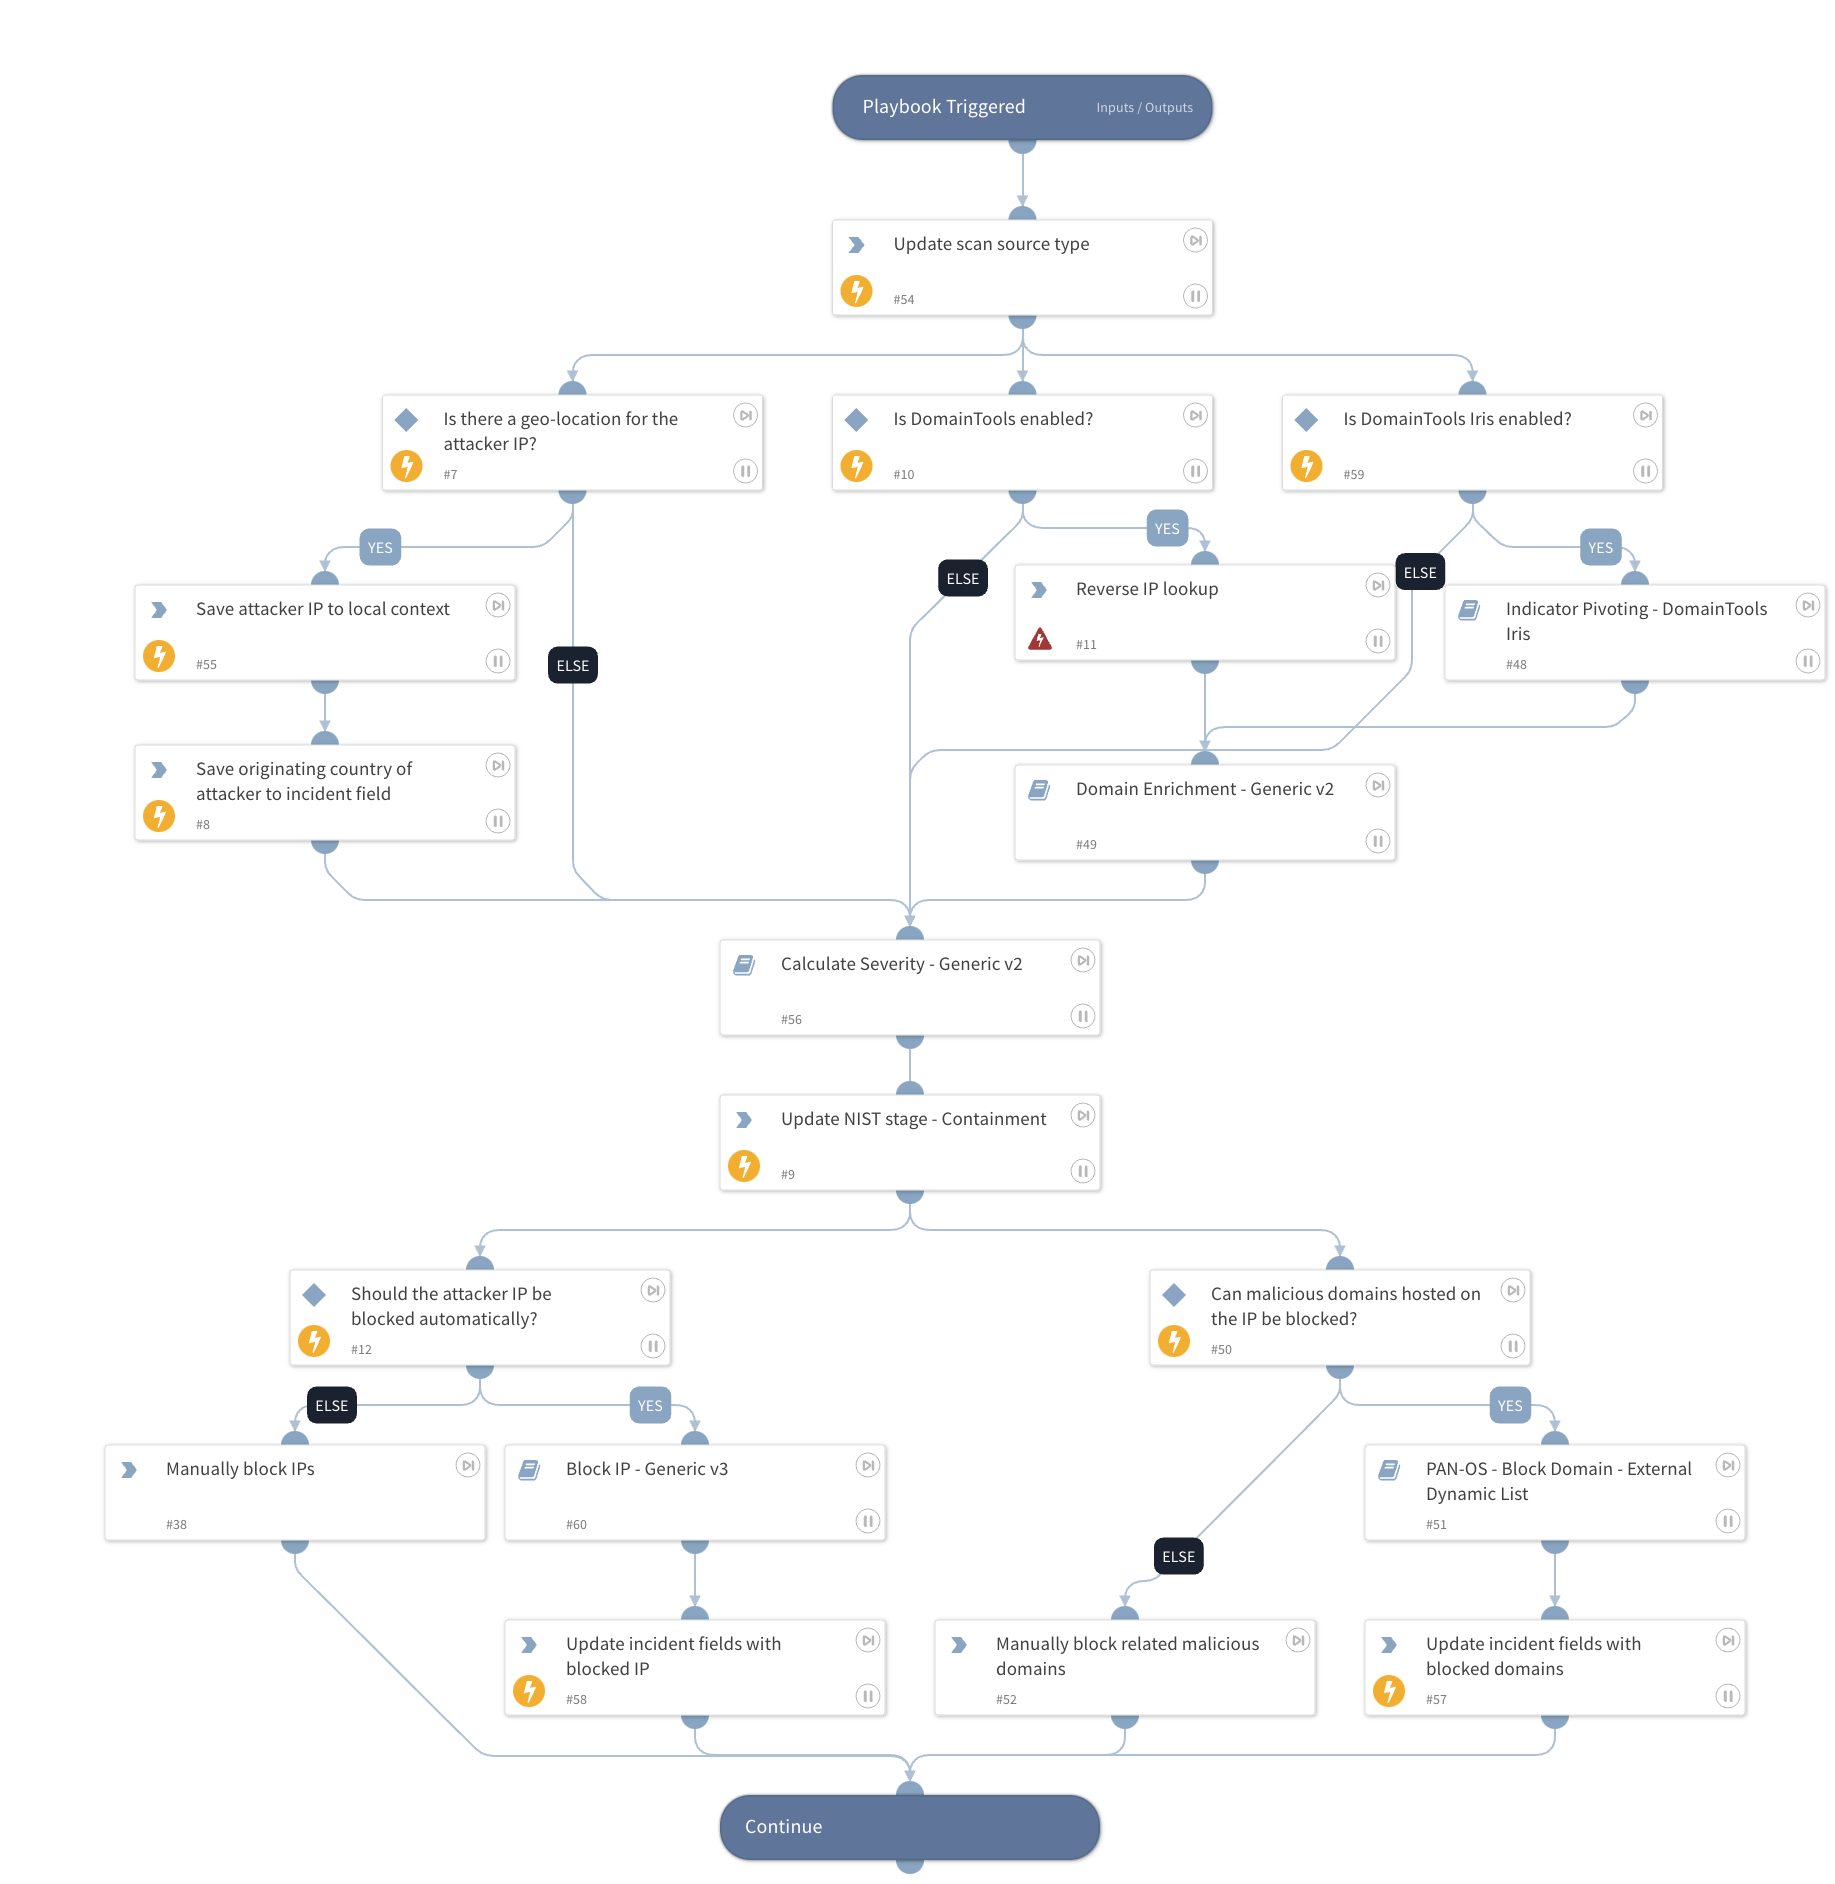 Playbook Triggered
Inputs / Outputs
Update scan source type
#54
Is there a geo-location for the
attacker IP?
#7
Is DomainTools enabled?
#10
Is DomainTools Iris enabled?
#59
YES
ELSE
YES
ELSE
YES
Save attacker IP to local context
#55
ELSE
Reverse IP lookup
#11
Indicator Pivoting - DomainTools
Iris
#48
Save originating country of
attacker to incident field
#8
Domain Enrichment - Generic v2
#49
Calculate Severity - Generic v2
#56
Update NIST stage - Containment
#9
Should the attacker IP be
blocked automatically?
#12
Can malicious domains hosted on
the IP be blocked?
#50
ELSE
YES
YES
Manually block IPs
#38
Block IP - Generic v3
#60
PAN-OS - Block Domain - External
Dynamic List
#51
ELSE
Update incident fields with
blocked IP
#58
Manually block related malicious
domains
#52
Update incident fields with
blocked domains
#57
Continue